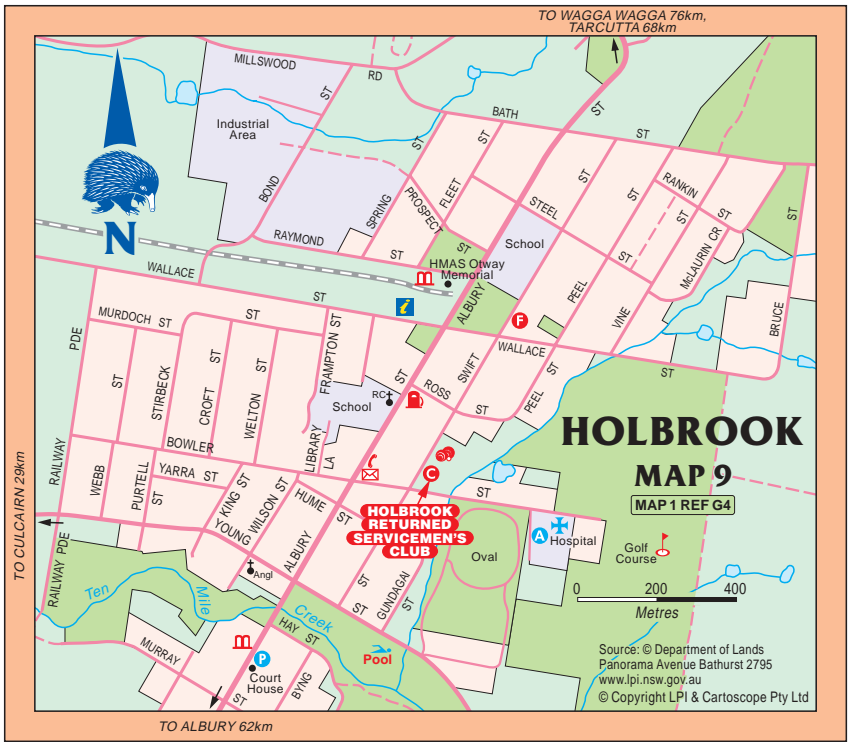 TO WAGGA WAGGA 76km,
TARCUTTA 68km
MILLSWOOD
RD
ST
BATH
ST
ST
Industrial
Area
BOND
ST
SPRING
ST
PROSPECT
ST
FLEET
STEEL
ST
ST
ST
RANKIN
ST
ST
ST
McLAURIN CR
BRUCE
N
RAYMOND
ST
School
HMAS Otway
Memorial
WALLACE
ST
i
ALBURY
F
PEEL
VINE
WALLACE
ST
PDE
MURDOCH ST
ST
FRAMPTON ST
ST
STIRBECK
ST
CROFT
ST
WELTON
School
RC
ST
ROSS
ST
SWIFT
PEEL
ST
HOLBROOK
MAP 9
MAP 1 REF G4
RAILWAY
WEBB
PURTELL
ST
BOWLER
YARRA ST
KING ST
YOUNG
WILSON ST
LIBRARY
LA
HUME
ST
C
ST
HOLBROOK
RETURNED
SERVICEMEN'S
CLUB
TO CULCAIRN 29km
RAILWAY PDE
ALBURY
Angl
ST
ST
GUNDAGAI
ST
Oval
A
Hospital
Golf
Course
0 200 400
Metres
Ten
Mile
Creek
HAY ST
Pool
MURRAY
ST
P
Court
House
BYNG
Source: © Department of Lands
Panorama Avenue Bathurst 2795
www.lpi.nsw.gov.au
© Copyright LPI & Cartoscope Pty Ltd
TO ALBURY 62km